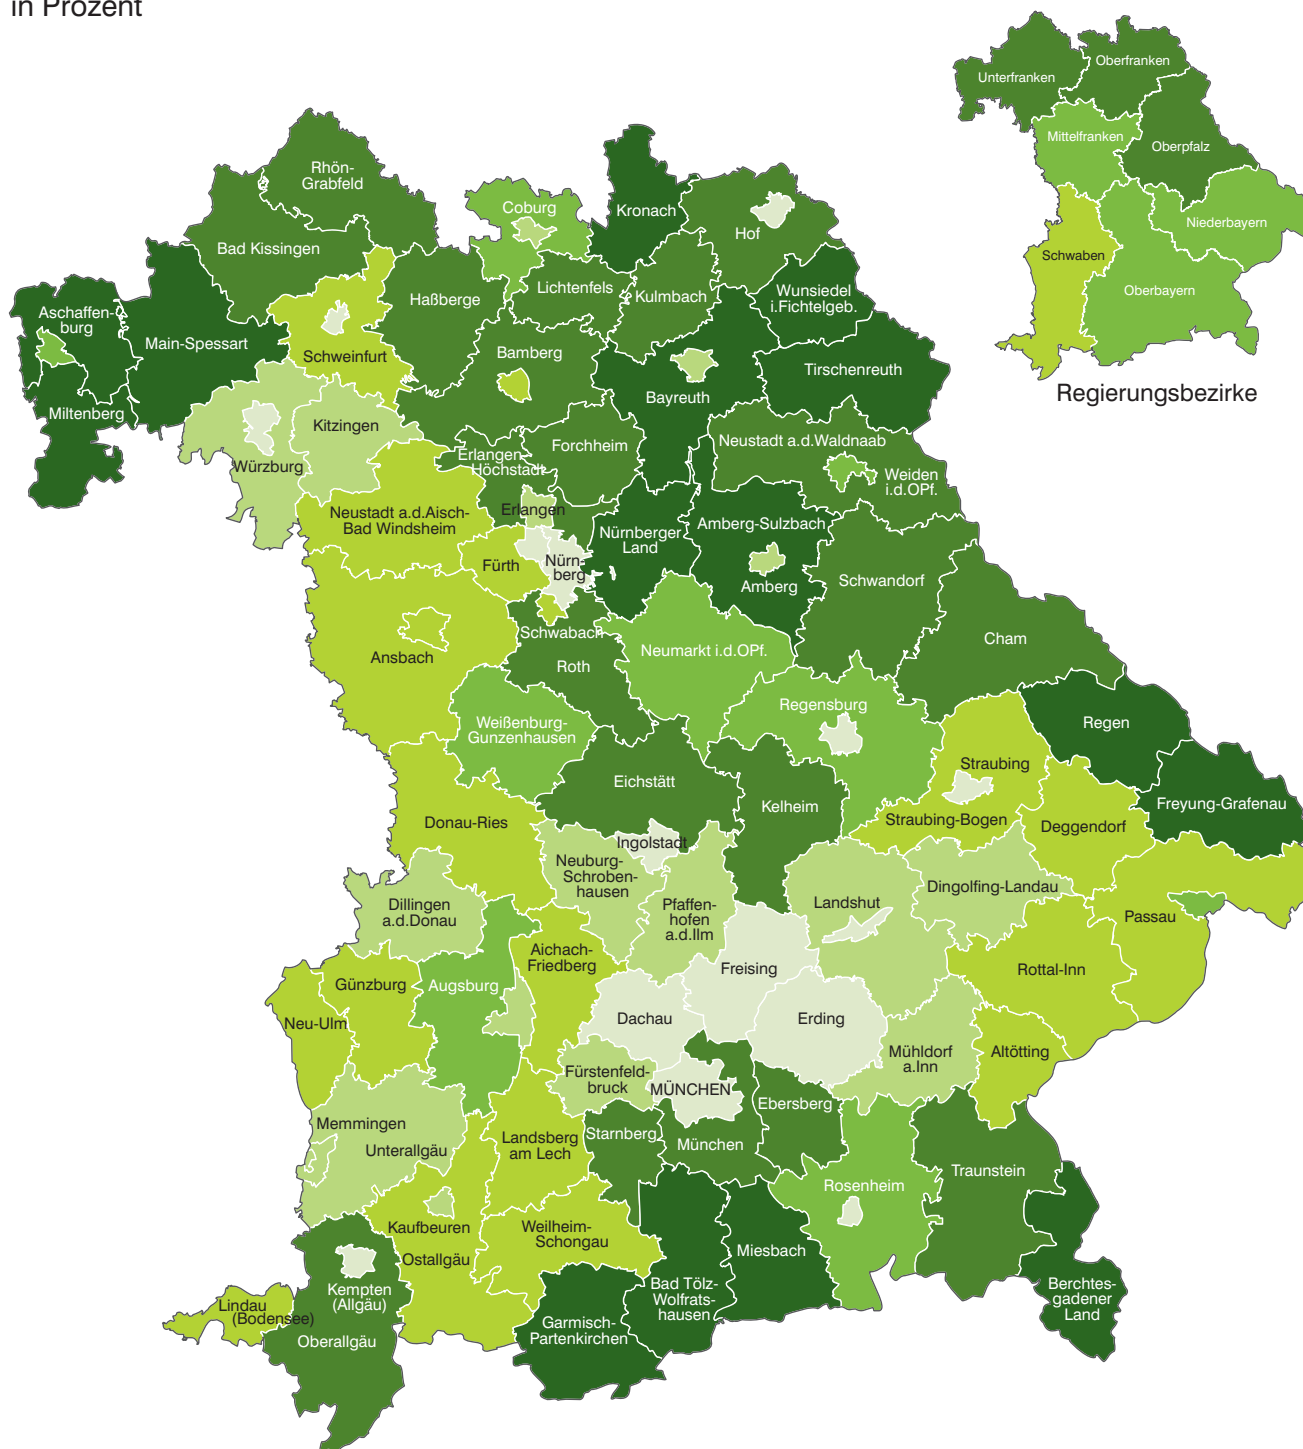 in Prozent
Unterfranken
Oberfranken
Mittelfranken
Oberpfalz
Niederbayern
Schwaben
Oberbayern
Regierungsbezirke
Rhön-
Grabfeld
Bad Kissingen
Coburg
Kronach
Hof
Aschaffen-
burg
Main-Spessart
Miltenberg
Schweinfurt
Haßberge
Lichtenfels
Kulmbach
Wunsiedel
i.Fichtelgeb.
Bamberg
Bayreuth
Tirschenreuth
Würzburg
Kitzingen
Erlangen-
Höchstadt
Forchheim
Neustadt a.d.Waldnaab
Weiden
i.d.OPf.
Neustadt a.d.Aisch-
Bad Windsheim
Erlangen
Fürth
Nürn-
berg
Nürnberger
Land
Amberg-Sulzbach
Amberg
Schwandorf
Cham
Ansbach
Schwabach
Roth
Neumarkt i.d.OPf.
Weißenburg-
Gunzenhausen
Regensburg
Regen
Straubing
Straubing-Bogen
Deggendorf
Freyung-Grafenau
Eichstätt
Kelheim
Donau-Ries
Ingolstadt
Neuburg-
Schroben-
hausen
Pfaffen-
hofen
a.d.Ilm
Landshut
Dingolfing-Landau
Passau
Dillingen
a.d.Donau
Aichach-
Friedberg
Freising
Rottal-Inn
Günzburg
Augsburg
Neu-Ulm
Dachau
Erding
Mühldorf
a.Inn
Altötting
Fürstenfeld-
bruck
MÜNCHEN
Ebersberg
Memmingen
Unterallgäu
Landsberg
am Lech
Starnberg
München
Traunstein
Rosenheim
Kaufbeuren
Ostallgäu
Weilheim-
Schongau
Miesbach
Bad Tölz-
Wolfrats-
hausen
Berchtes-
gadener
Land
Kempten
(Allgäu)
Lindau
(Bodensee)
Oberallgäu
Garmisch-
Partenkirchen